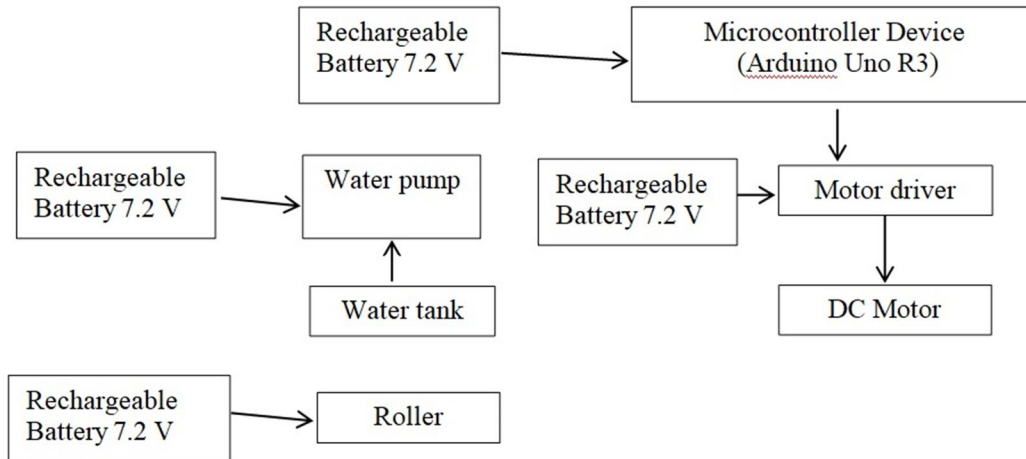 Rechargeable
Battery 7.2 V
Microcontroller Device
(Arduino Uno R3)
Rechargeable
Battery 7.2 V
Water pump
Rechargeable
Battery 7.2 V
Motor driver
Water tank
DC Motor
Rechargeable
Battery 7.2 V
Roller